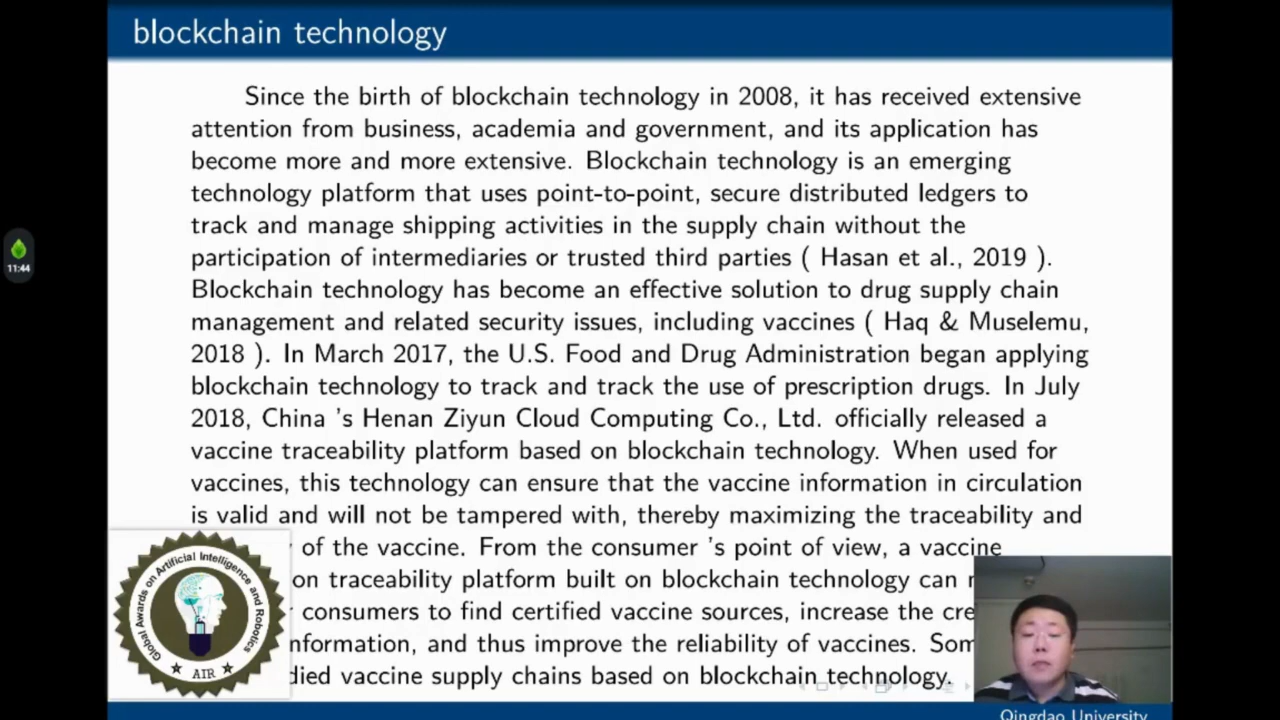 blockchain technology
Since the birth of blockchain technology in 2008, it has received extensive
attention from business, academia and government, and its application has
become more and more extensive. Blockchain technology is an emerging
technology platform that uses point-to-point, secure distributed ledgers to
track and manage shipping activities in the supply chain without the
participation of intermediaries or trusted third parties ( Hasan et al., 2019 ).
Blockchain technology has become an effective solution to drug supply chain
management and related security issues, including vaccines ( Haq & Muselemu,
2018 ). In March 2017, the U.S. Food and Drug Administration began applying
blockchain technology to track and track the use of prescription drugs. In July
2018, China 's Henan Ziyun Cloud Computing Co., Ltd. officially released a
vaccine traceability platform based on blockchain technology. When used for
vaccines, this technology can ensure that the vaccine information in circulation
is valid and will not be tampered with, thereby maximizing the traceability and
of the vaccine. From the consumer 's point of view, a vaccine
on traceability platform built on blockchain technology can
consumers to find certified vaccine sources, increase the
nformation, and thus improve the reliability of vaccines.
died vaccine supply chains based on blockchain technology.
11:44
Global Awards on Artificial Intelligence and Robotics
AIR
Qingdao University